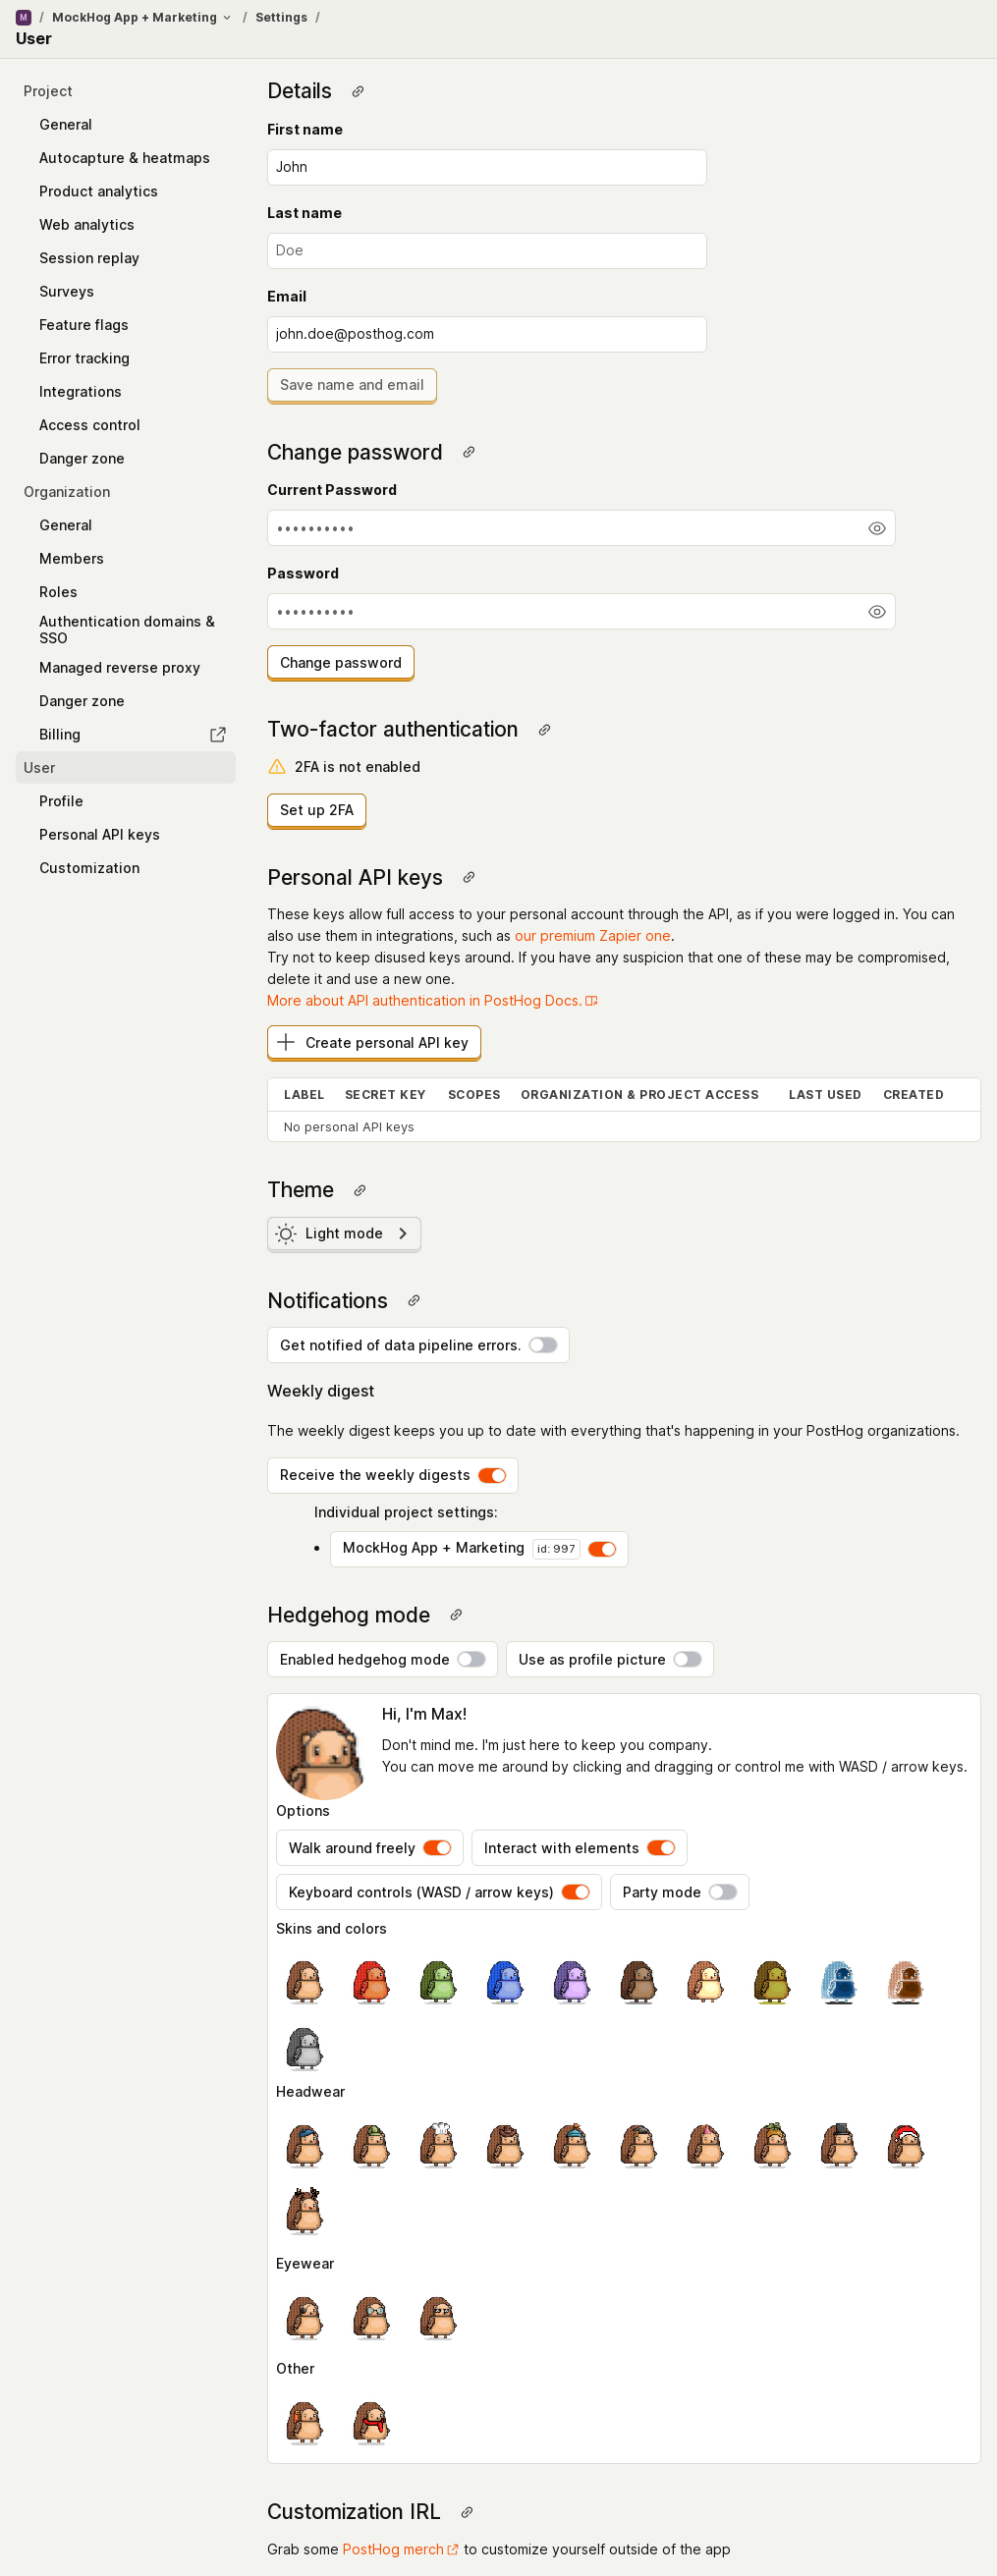 M / MockHog App + Marketing / Settings /
User
Project
General
Autocapture & heatmaps
Product analytics
Web analytics
Session replay
Surveys
Feature flags
Error tracking
Integrations
Access control
Danger zone
Organization
General
Members
Roles
Authentication domains &
SSO
Managed reverse proxy
Danger zone
Billing
User
Profile
Personal API keys
Customization
Details
First name
John
Last name
Doe
Email
john.doe@posthog.com
Save name and email
Change password
Current Password
••••••••••
Password
••••••••••
Change password
Two-factor authentication
2FA is not enabled
Set up 2FA
Personal API keys
These keys allow full access to your personal account through the API, as if you were logged in. You can
also use them in integrations, such as our premium Zapier one.
Try not to keep disused keys around. If you have any suspicion that one of these may be compromised,
delete it and use a new one.
More about API authentication in PostHog Docs.
Create personal API key
LABEL SECRET KEY SCOPES ORGANIZATION & PROJECT ACCESS LAST USED CREATED
No personal API keys
Theme
Light mode
Notifications
Get notified of data pipeline errors.
Weekly digest
The weekly digest keeps you up to date with everything that's happening in your PostHog organizations.
Receive the weekly digests
Individual project settings:
• MockHog App + Marketing id: 997
Hedgehog mode
Enabled hedgehog mode Use as profile picture
Hi, I'm Max!
Don't mind me. I'm just here to keep you company.
You can move me around by clicking and dragging or control me with WASD / arrow keys.
Options
Walk around freely Interact with elements
Keyboard controls (WASD / arrow keys) Party mode
Skins and colors
Headwear
Eyewear
Other
Customization IRL
Grab some PostHog merch to customize yourself outside of the app